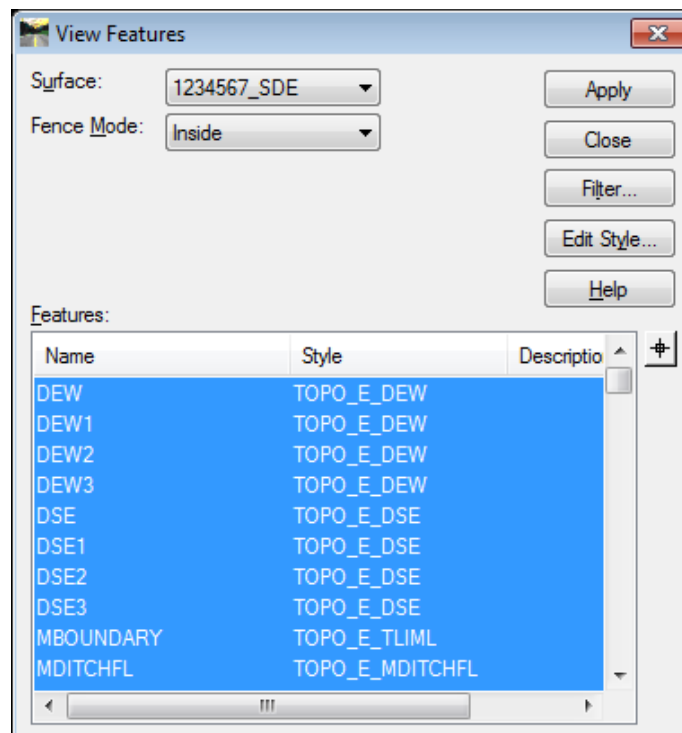 View Features
Surface: 1234567_SDE Apply
Fence Mode: Inside Close
Filter...
Edit Style...
Help
Features:
Name Style Descriptio
DEW TOPO_E_DEW
DEW1 TOPO_E_DEW
DEW2 TOPO_E_DEW
DEW3 TOPO_E_DEW
DSE TOPO_E_DSE
DSE1 TOPO_E_DSE
DSE2 TOPO_E_DSE
DSE3 TOPO_E_DSE
MBOUNDARY TOPO_E_TLIML
MDITCHFL TOPO_E_MDITCHFL